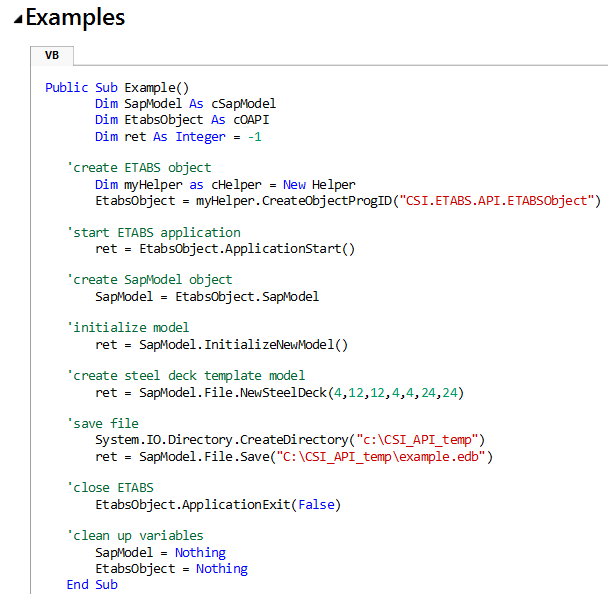 Examples
VB
Public Sub Example()
Dim SapModel As cSapModel
Dim EtabsObject As cOAPI
Dim ret As Integer = -1
'create ETABS object
Dim myHelper as cHelper = New Helper
EtabsObject = myHelper.CreateObjectProgID("CSI.ETABS.API.ETABSObject")
'start ETABS application
ret = EtabsObject.ApplicationStart()
'create SapModel object
SapModel = EtabsObject.SapModel
'initialize model
ret = SapModel.InitializeNewModel()
'create steel deck template model
ret = SapModel.File.NewSteelDeck(4,12,12,4,4,24,24)
'save file
System.IO.Directory.CreateDirectory("c:\CSI_API_temp")
ret = SapModel.File.Save("C:\CSI_API_temp\example.edb")
'close ETABS
EtabsObject.ApplicationExit(False)
'clean up variables
SapModel = Nothing
EtabsObject = Nothing
End Sub